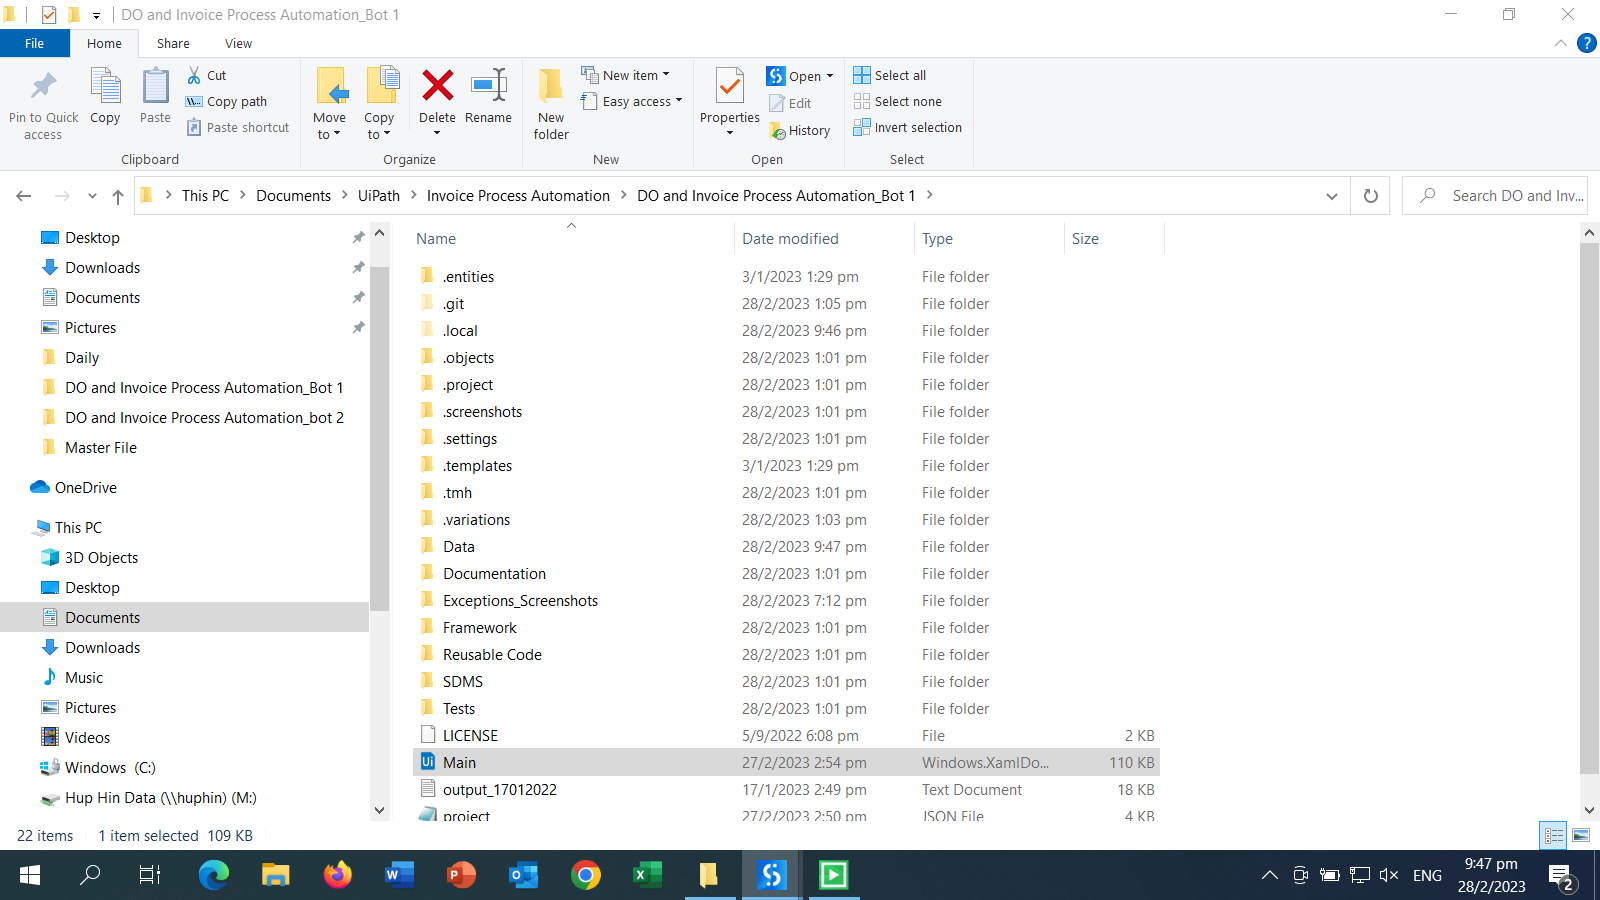 DO and Invoice Process Automation_Bot 1
File
Home
Share
View
Pin to Quick access
Copy
Paste
Cut
Copy path
Paste shortcut
Clipboard
Move to
Copy to
Delete
Rename
Organize
New folder
New item
Easy access
New
Properties
Open
Edit
History
Open
Select all
Select none
Invert selection
Select
This PC
Documents
UiPath
Invoice Process Automation
DO and Invoice Process Automation_Bot 1
Search DO and Inv...
Desktop
Downloads
Documents
Pictures
Daily
DO and Invoice Process Automation_Bot 1
DO and Invoice Process Automation_bot 2
Master File
OneDrive
This PC
3D Objects
Desktop
Documents
Downloads
Music
Pictures
Videos
Windows (C:)
Hup Hin Data (\\huphin) (M:)
Name Date modified Type Size
.entities 3/1/2023 1:29 pm File folder
.git 28/2/2023 1:05 pm File folder
.local 28/2/2023 9:46 pm File folder
.objects 28/2/2023 1:01 pm File folder
.project 28/2/2023 1:01 pm File folder
.screenshots 28/2/2023 1:01 pm File folder
.settings 28/2/2023 1:01 pm File folder
.templates 3/1/2023 1:29 pm File folder
.tmh 28/2/2023 1:01 pm File folder
.variations 28/2/2023 1:03 pm File folder
Data 28/2/2023 9:47 pm File folder
Documentation 28/2/2023 1:01 pm File folder
Exceptions_Screenshots 28/2/2023 7:12 pm File folder
Framework 28/2/2023 1:01 pm File folder
Reusable Code 28/2/2023 1:01 pm File folder
SDMS 28/2/2023 1:01 pm File folder
Tests 28/2/2023 1:01 pm File folder
LICENSE 5/9/2022 6:08 pm File 2 KB
Main 27/2/2023 2:54 pm Windows.XamlDo... 110 KB
output_17012022 17/1/2023 2:49 pm Text Document 18 KB
project 27/2/2023 2:50 pm JSON File 4 KB
22 items 1 item selected 109 KB
ENG
9:47 pm
28/2/2023
2